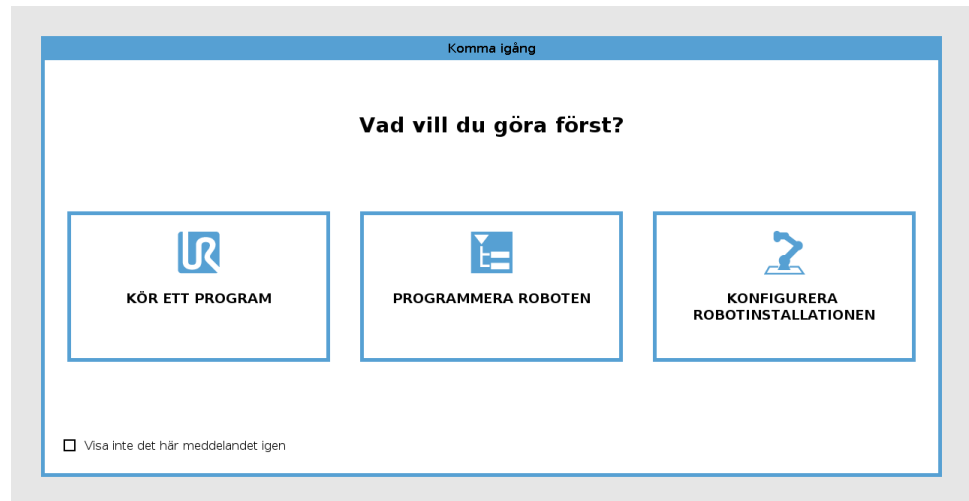 Komma igång
Vad vill du göra först?
UR
KÖR ETT PROGRAM
PROGRAMMERA ROBOTEN
KONFIGURERA
ROBOTINSTALLATIONEN
Visa inte det här meddelandet igen